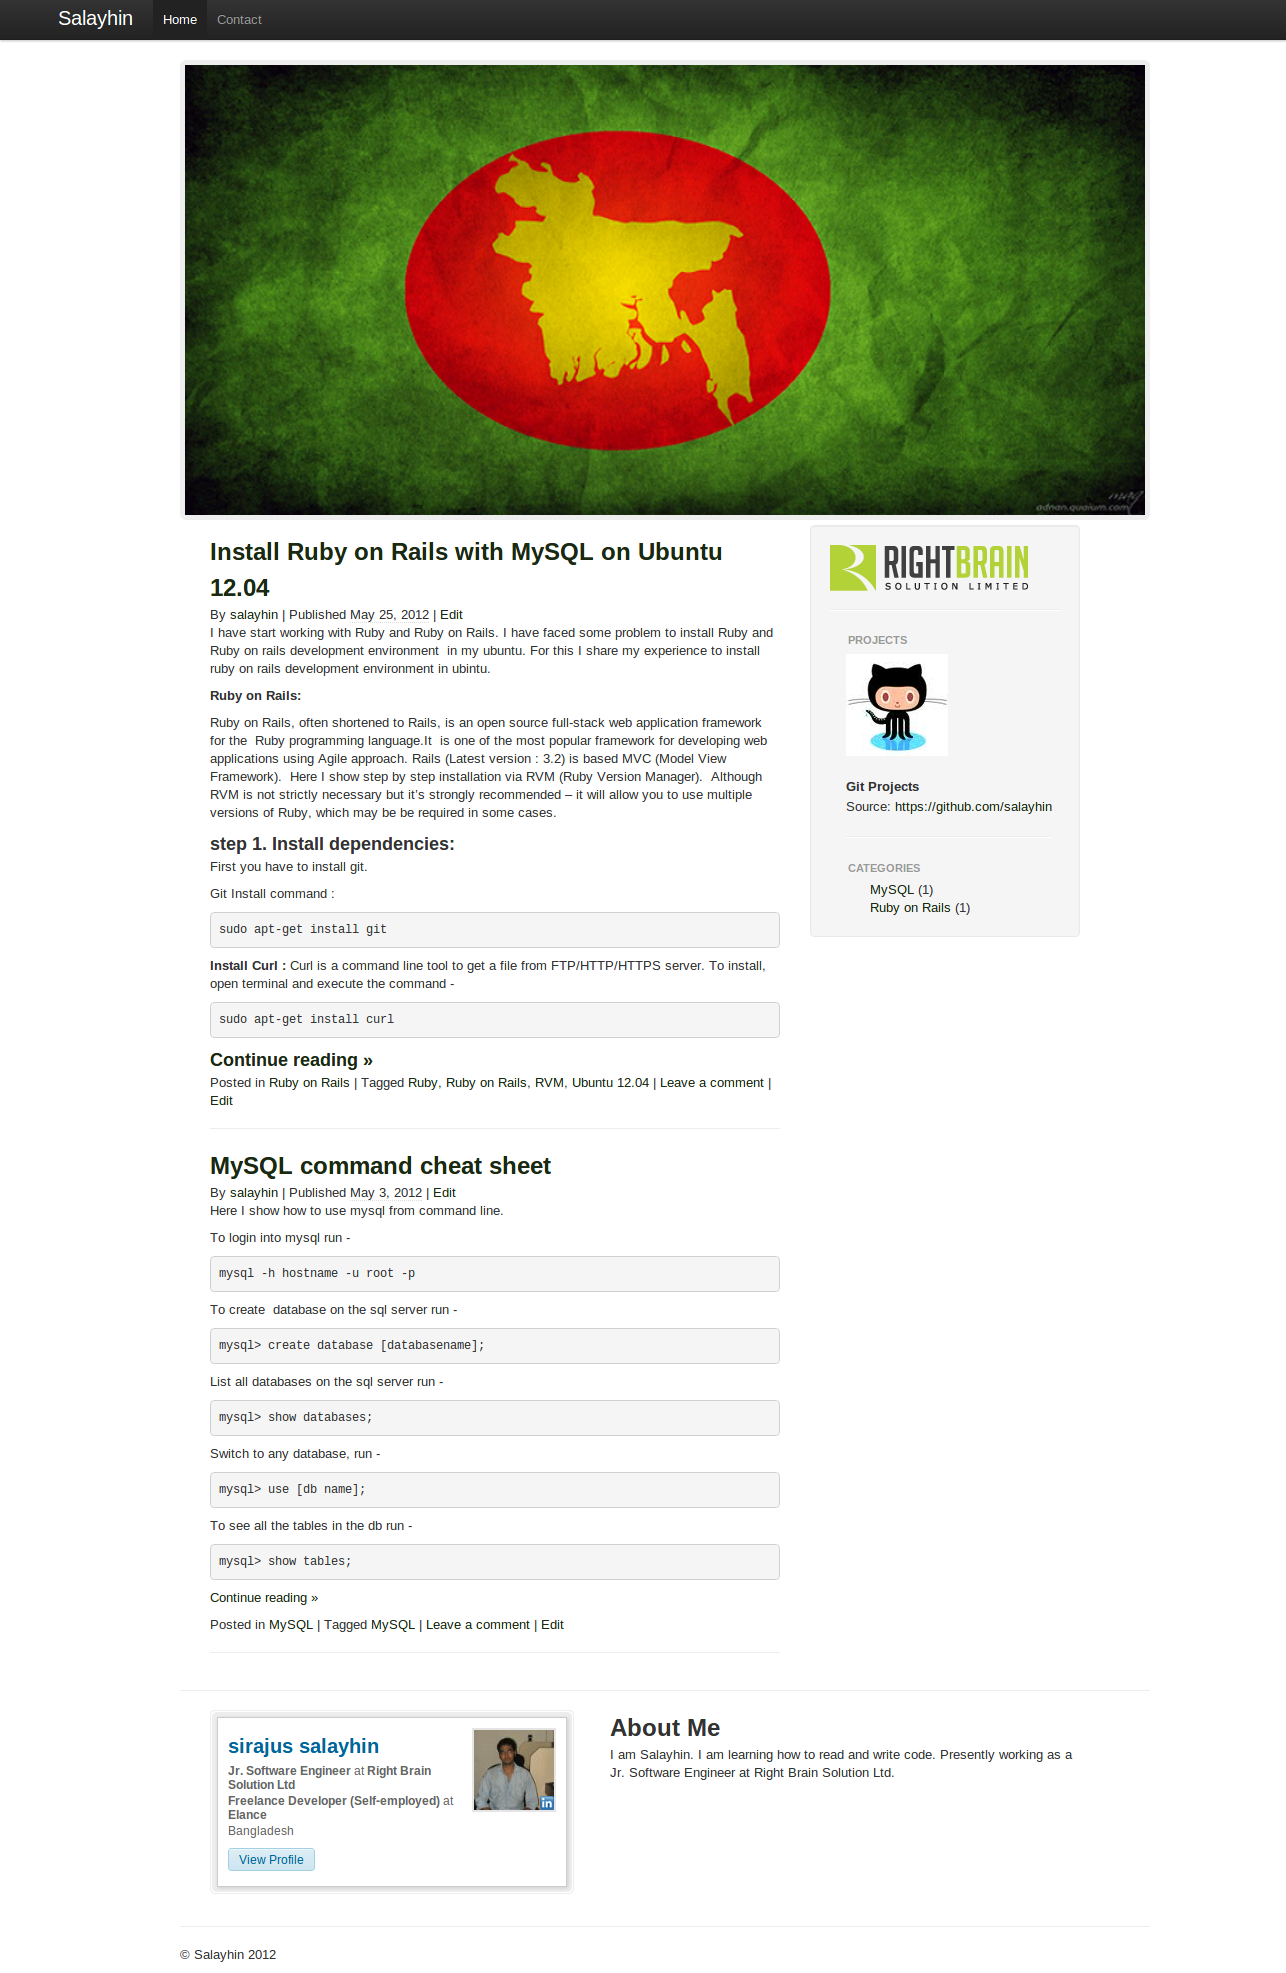 Salayhin Home Contact
adnan.quaium.com
Install Ruby on Rails with MySQL on Ubuntu
12.04
By salayhin | Published May 25, 2012 | Edit
I have start working with Ruby and Ruby on Rails. I have faced some problem to install Ruby and
Ruby on rails development environment  in my ubuntu. For this I share my experience to install
ruby on rails development environment in ubintu.
Ruby on Rails:
Ruby on Rails, often shortened to Rails, is an open source full-stack web application framework
for the  Ruby programming language.It  is one of the most popular framework for developing web
applications using Agile approach. Rails (Latest version : 3.2) is based MVC (Model View
Framework).  Here I show step by step installation via RVM (Ruby Version Manager).  Although
RVM is not strictly necessary but it’s strongly recommended – it will allow you to use multiple
versions of Ruby, which may be be required in some cases.
step 1. Install dependencies:
First you have to install git.
Git Install command :
sudo apt-get install git
Install Curl : Curl is a command line tool to get a file from FTP/HTTP/HTTPS server. To install,
open terminal and execute the command -
sudo apt-get install curl
Continue reading »
Posted in Ruby on Rails | Tagged Ruby, Ruby on Rails, RVM, Ubuntu 12.04 | Leave a comment |
Edit
MySQL command cheat sheet
By salayhin | Published May 3, 2012 | Edit
Here I show how to use mysql from command line.
To login into mysql run -
mysql -h hostname -u root -p
To create  database on the sql server run -
mysql> create database [databasename];
List all databases on the sql server run -
mysql> show databases;
Switch to any database, run -
mysql> use [db name];
To see all the tables in the db run -
mysql> show tables;
Continue reading »
Posted in MySQL | Tagged MySQL | Leave a comment | Edit
RIGHTBRAIN
SOLUTION LIMITED
PROJECTS
Git Projects
Source: https://github.com/salayhin
CATEGORIES
MySQL (1)
Ruby on Rails (1)
sirajus salayhin
Jr. Software Engineer at Right Brain
Solution Ltd
Freelance Developer (Self-employed) at
Elance
Bangladesh
View Profile
in
About Me
I am Salayhin. I am learning how to read and write code. Presently working as a
Jr. Software Engineer at Right Brain Solution Ltd.
© Salayhin 2012